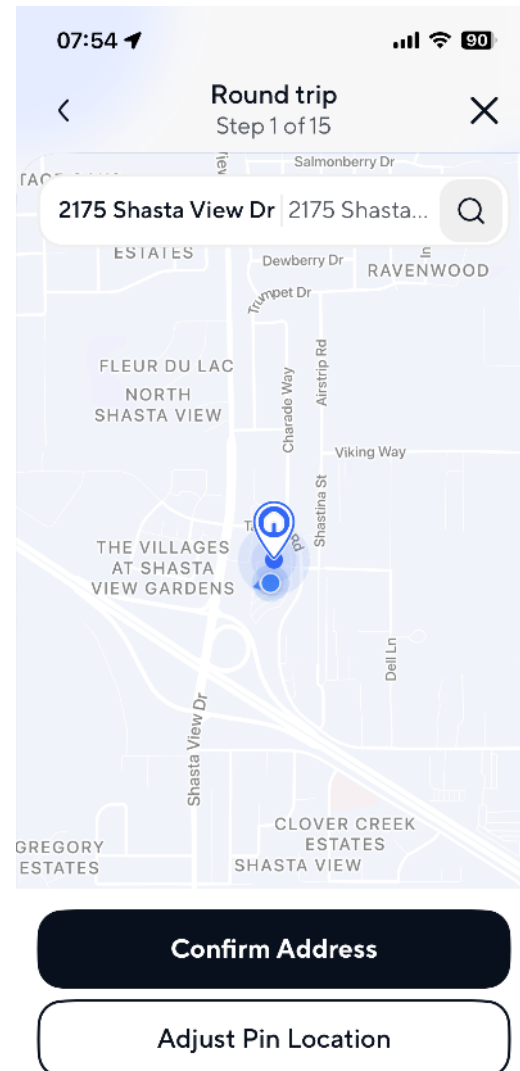 07:54
90
Round trip
Step 1 of 15
Salmonberry Dr
2175 Shasta View Dr
2175 Shasta...
ESTATES
Dewberry Dr
RAVENWOOD
Trumpet Dr
FLEUR DU LAC
NORTH
SHASTA VIEW
Charade Way
Airstrip Rd
Viking Way
Shastina St
Rd
THE VILLAGES
AT SHASTA
VIEW GARDENS
Dell Ln
Shasta View Dr
CLOVER CREEK
ESTATES
GREGORY
ESTATES
SHASTA VIEW
Confirm Address
Adjust Pin Location